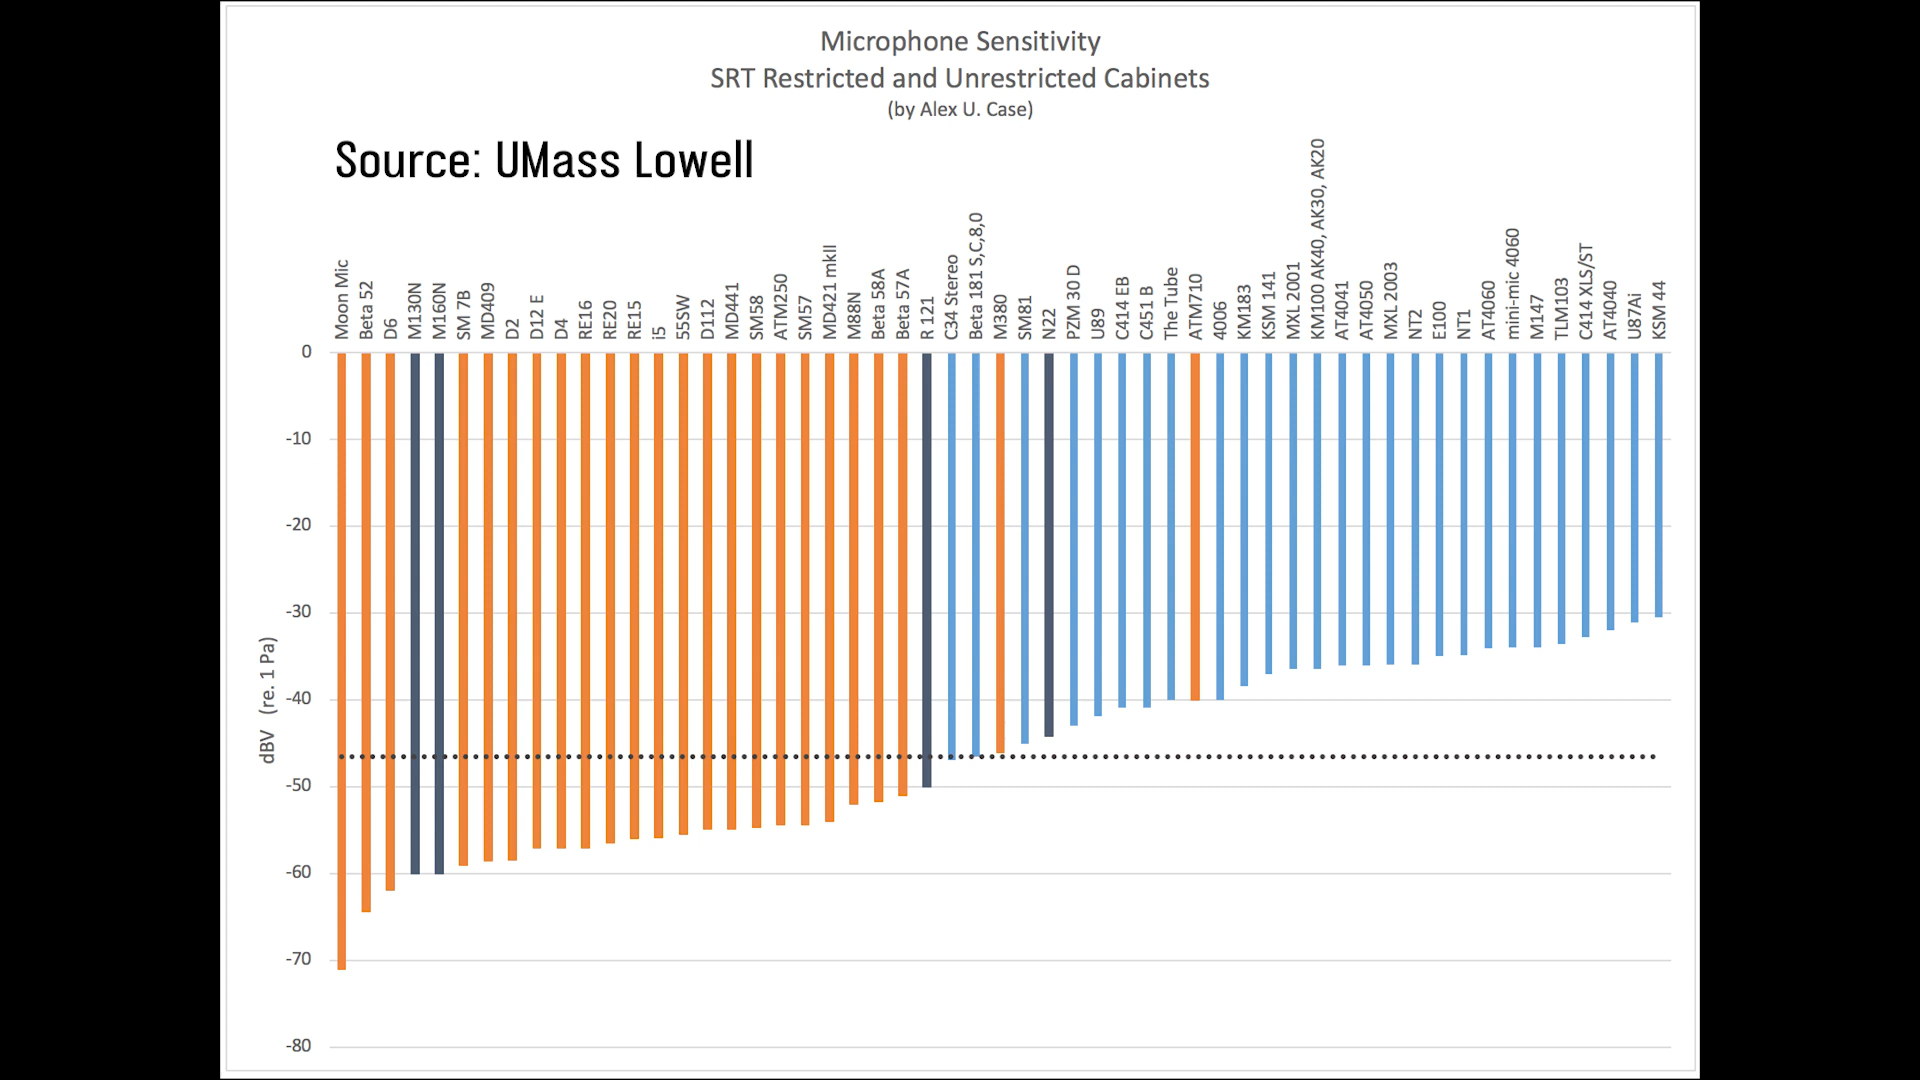 Microphone Sensitivity
SRT Restricted and Unrestricted Cabinets
(by Alex U. Case)
Source: UMass Lowell
Moon Mic
Beta 52
D6
M130N
M160N
SM 7B
MD409
D2
D12 E
D4
RE16
RE20
RE15
i5
55SW
D112
MD441
SM58
ATM250
SM57
MD421 mkII
M88N
Beta 58A
Beta 57A
R 121
C34 Stereo
Beta 181 S,C,8,0
M380
SM81
N22
PZM 30 D
U89
C414 EB
C451 B
The Tube
ATM710
4006
KM183
KSM 141
MXL 2001
KM100 AK40, AK30, AK20
AT4041
AT4050
MXL 2003
NT2
E100
NT1
AT4060
mini-mic 4060
M147
TLM103
C414 XLS/ST
AT4040
U87Ai
KSM 44
0
-10
-20
-30
-40
-50
-60
-70
-80
dBV (re. 1 Pa)